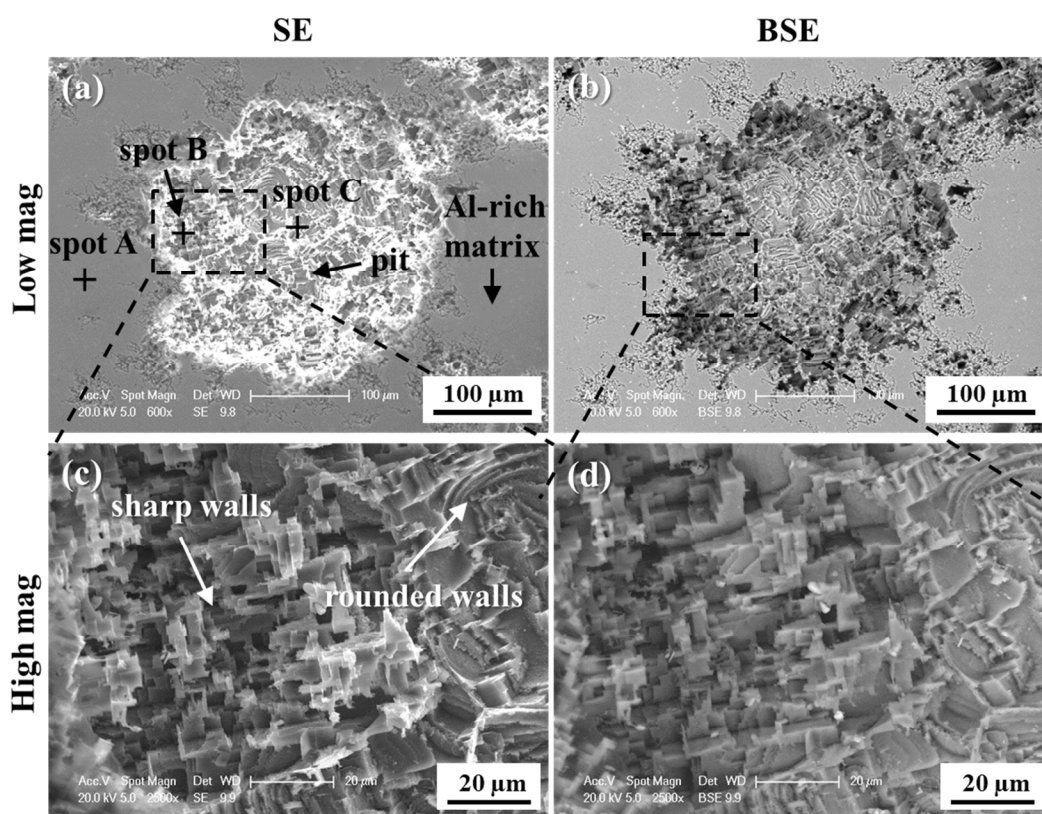 SE
BSE
Low mag
High mag
(a)
spot B
spot C
spot A
Al-rich
matrix
pit
Acc.V Spot Magn Det WD 100 µm
20.0 kV 5.0 600x SE 9.8
100 µm
(b)
Acc.V Spot Magn. Det WD 100 µm
0.0 kV 5.0 600x BSE 9.8
100 µm
(c)
sharp walls
rounded walls
Acc.V Spot Magn Det WD 20 µm
20.0 kV 5.0 2500x SE 9.9
20 µm
(d)
Acc.V Spot Magn Det WD 20 µm
20.0 kV 5.0 2500x BSE 9.9
20 µm